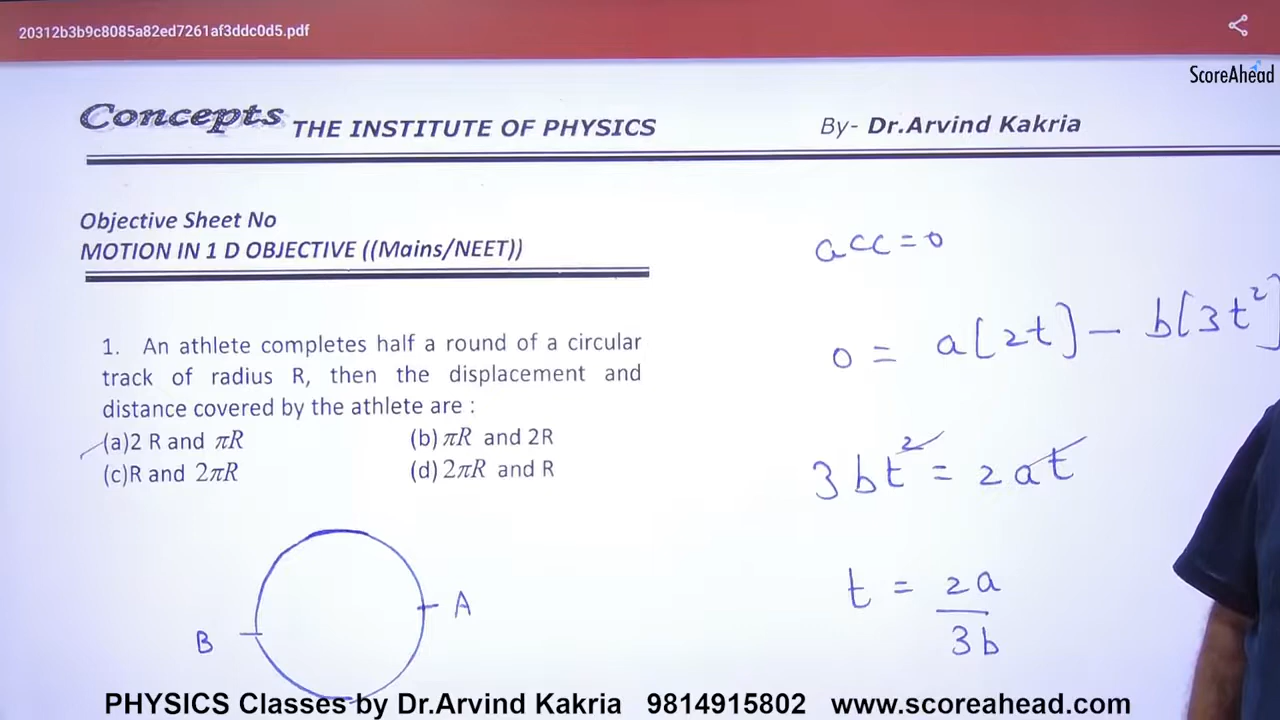 20312b3b9c8085a82ed7261af3ddc0d5.pdf
ScoreAhead
Concepts THE INSTITUTE OF PHYSICS By- Dr.Arvind Kakria
Objective Sheet No
MOTION IN 1 D OBJECTIVE ((Mains/NEET))
1. An athlete completes half a round of a circular
track of radius R, then the displacement and
distance covered by the athlete are :
(a)2 R and πR (b) πR and 2R
(c)R and 2πR (d) 2πR and R
A
B
acc = 0
0 = a[2t] - b[3t²]
3bt² = 2at
t = 2a
3b
PHYSICS Classes by Dr.Arvind Kakria 9814915802 www.scoreahead.com